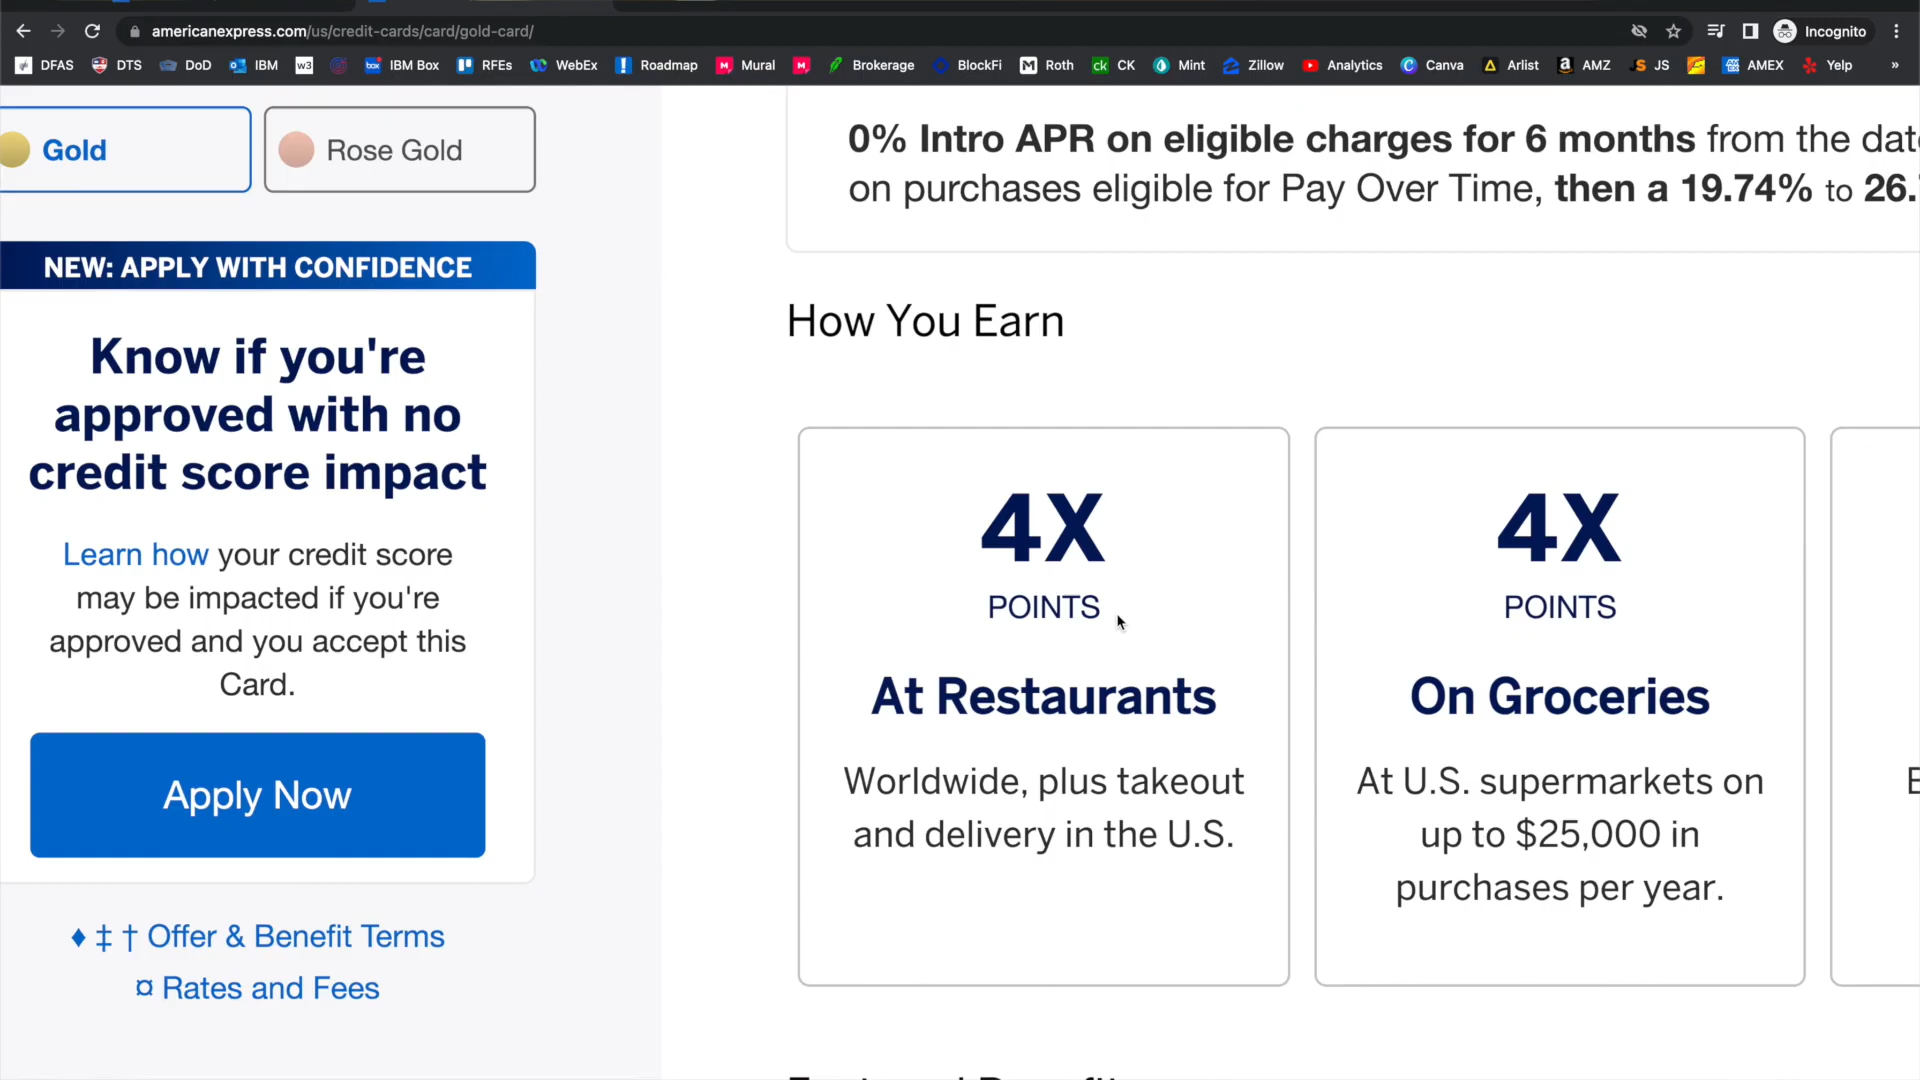 americanexpress.com/us/credit-cards/card/gold-card/
Incognito
DFAS DTS DoD IBM w3 IBM Box RFEs WebEx Roadmap Mural Brokerage BlockFi Roth CK Mint Zillow Analytics Canva Arlist AMZ JS AMEX Yelp »
Gold
Rose Gold
NEW: APPLY WITH CONFIDENCE
Know if you're
approved with no
credit score impact
Learn how your credit score
may be impacted if you're
approved and you accept this
Card.
Apply Now
♦ ‡ † Offer & Benefit Terms
¤ Rates and Fees
0% Intro APR on eligible charges for 6 months from the
on purchases eligible for Pay Over Time, then a 19.74% to 26.
How You Earn
4X
POINTS
At Restaurants
Worldwide, plus takeout
and delivery in the U.S.
4X
POINTS
On Groceries
At U.S. supermarkets on
up to $25,000 in
purchases per year.